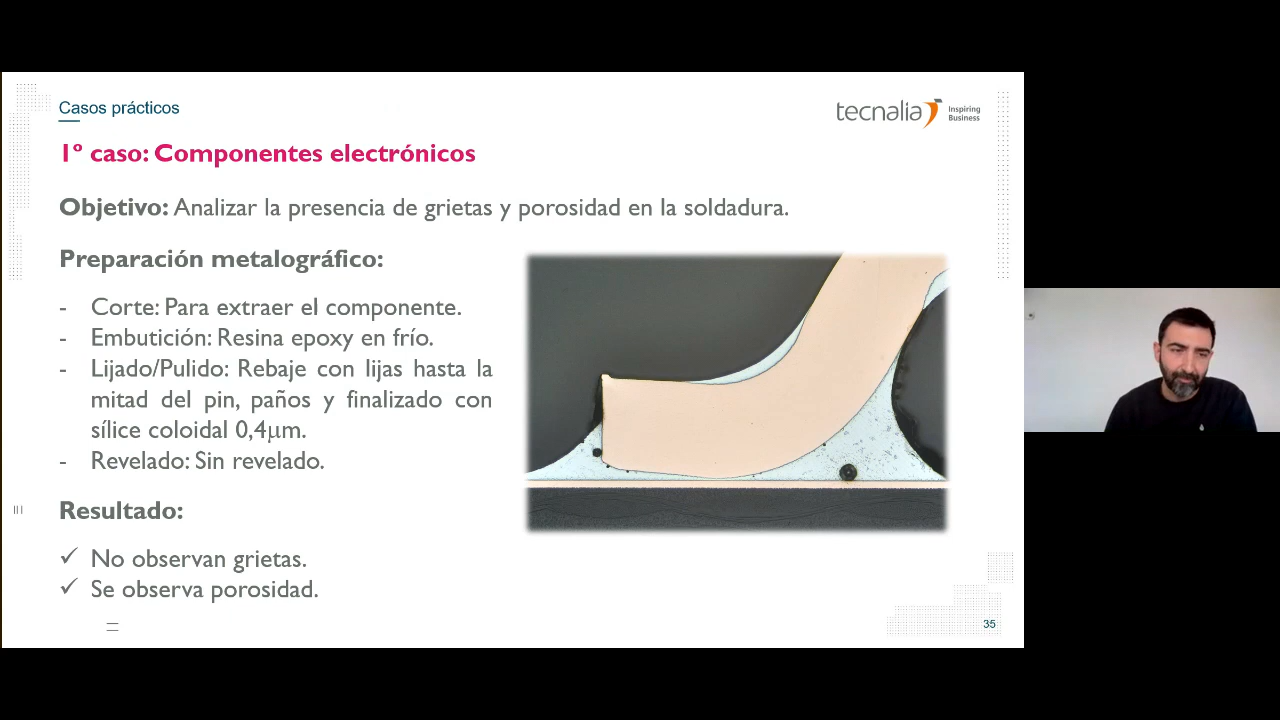 Casos prácticos
tecnalia Inspiring Business
1º caso: Componentes electrónicos
Objetivo: Analizar la presencia de grietas y porosidad en la soldadura.
Preparación metalográfico:
- Corte: Para extraer el componente.
- Embutición: Resina epoxy en frío.
- Lijado/Pulido: Rebaje con lijas hasta la
mitad del pin, paños y finalizado con
sílice coloidal 0,4μm.
- Revelado: Sin revelado.
Resultado:
✓ No observan grietas.
✓ Se observa porosidad.
35